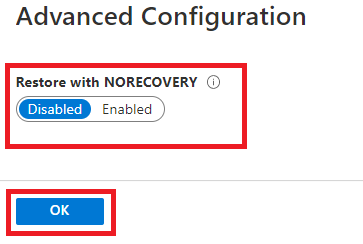 Advanced Configuration
Restore with NORECOVERY
Disabled Enabled
OK